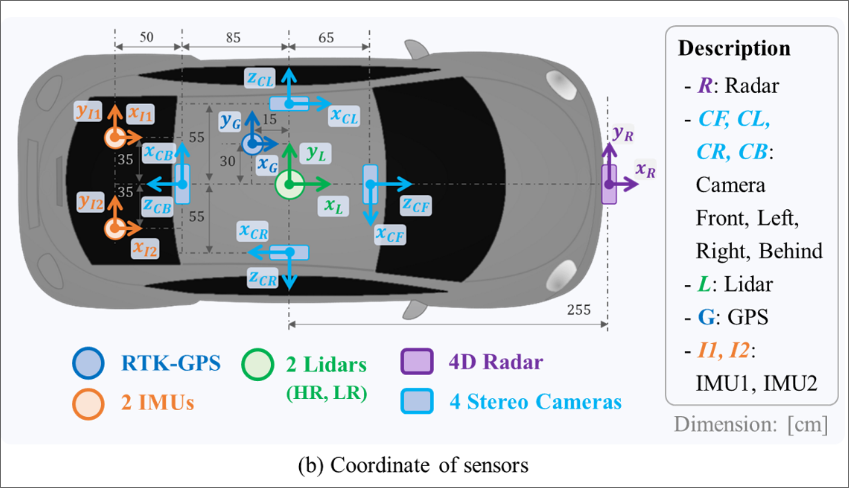 50
85
65
z_CL
x_CL
y_I1
x_I1
y_G
15
55
x_G
30
35
x_CB
y_L
y_R
x_R
z_CB
35
x_L
z_CF
y_I2
x_I2
55
x_CR
x_CF
z_CR
255
RTK-GPS
2 Lidars
(HR, LR)
4D Radar
2 IMUs
4 Stereo Cameras
Description
- R: Radar
- CF, CL,
CR, CB:
Camera
Front, Left,
Right, Behind
- L: Lidar
- G: GPS
- I1, I2:
IMU1, IMU2
Dimension: [cm]
(b) Coordinate of sensors